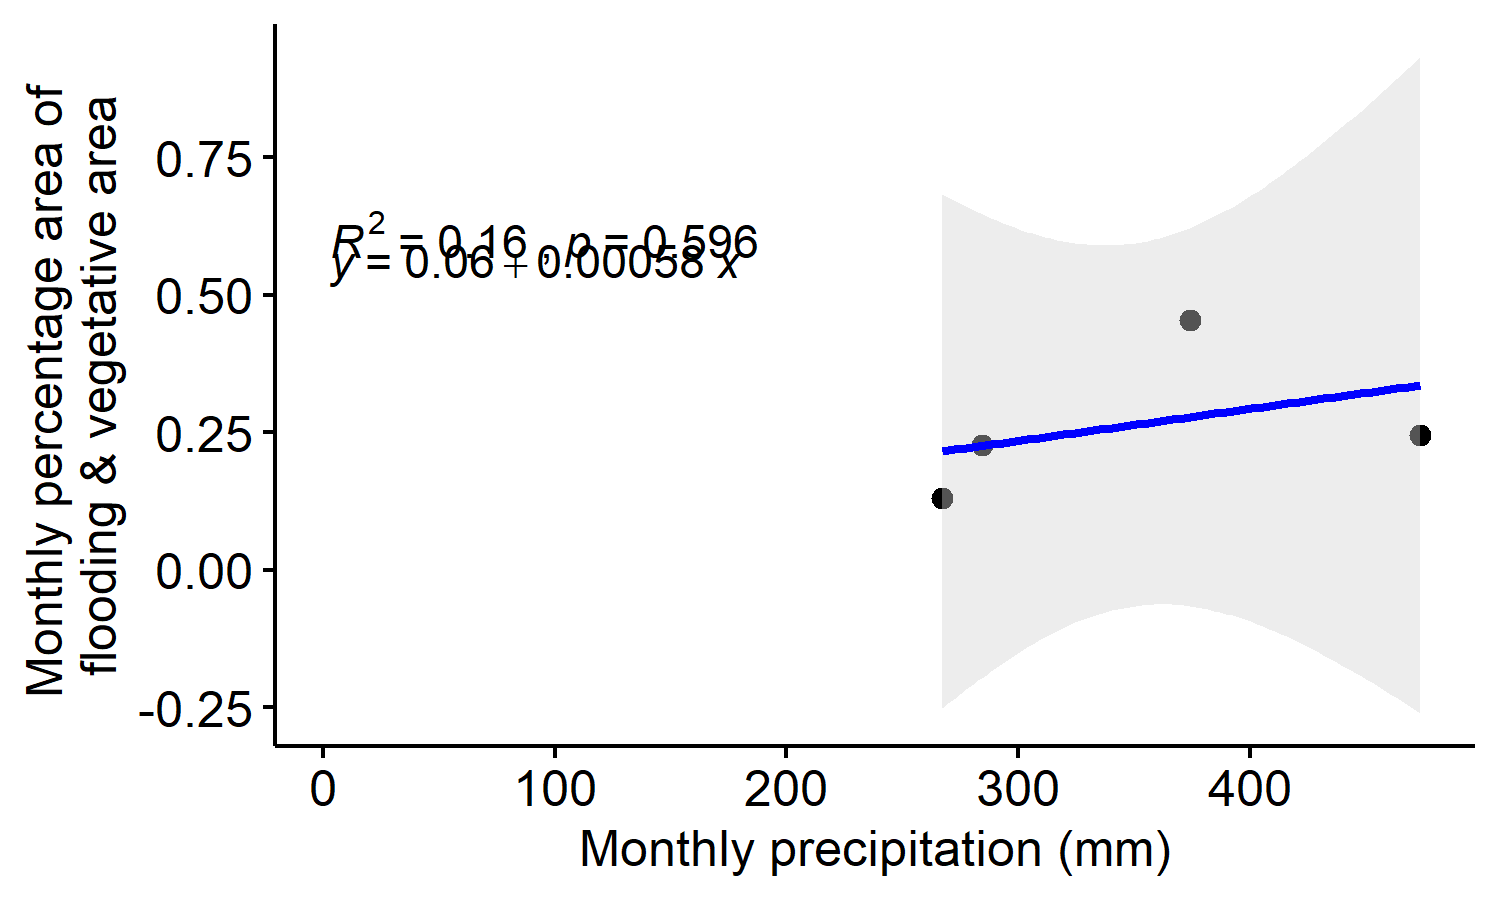 Monthly percentage area of
flooding & vegetative area
0.75
0.50
0.25
0.00
-0.25
R² = 0.16 , p = 0.596
y = 0.06 + 0.00058 x
0 100 200 300 400
Monthly precipitation (mm)